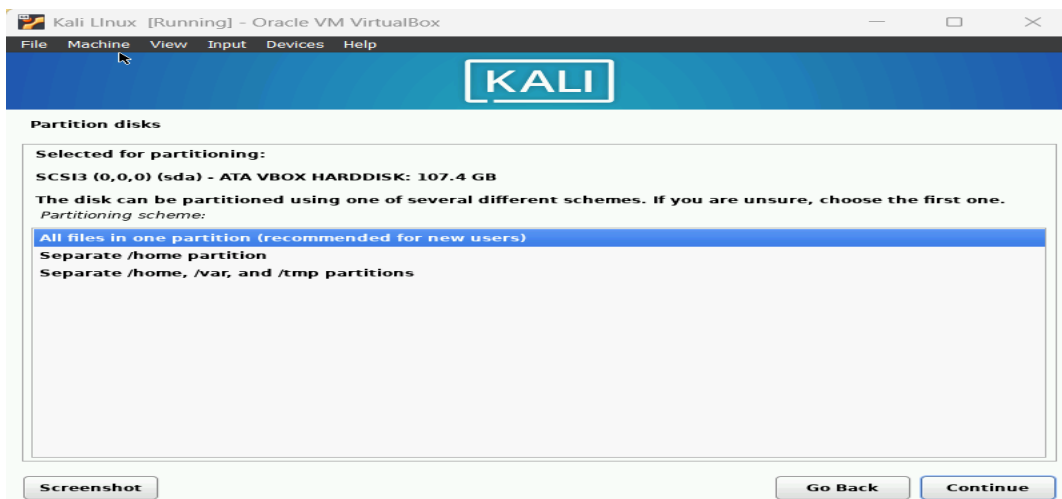 Kali LInux [Running] - Oracle VM VirtualBox
File Machine View Input Devices Help
KALI
Partition disks
Selected for partitioning:
SCSI3 (0,0,0) (sda) - ATA VBOX HARDDISK: 107.4 GB
The disk can be partitioned using one of several different schemes. If you are unsure, choose the first one.
Partitioning scheme:
All files in one partition (recommended for new users)
Separate /home partition
Separate /home, /var, and /tmp partitions
Screenshot Go Back Continue